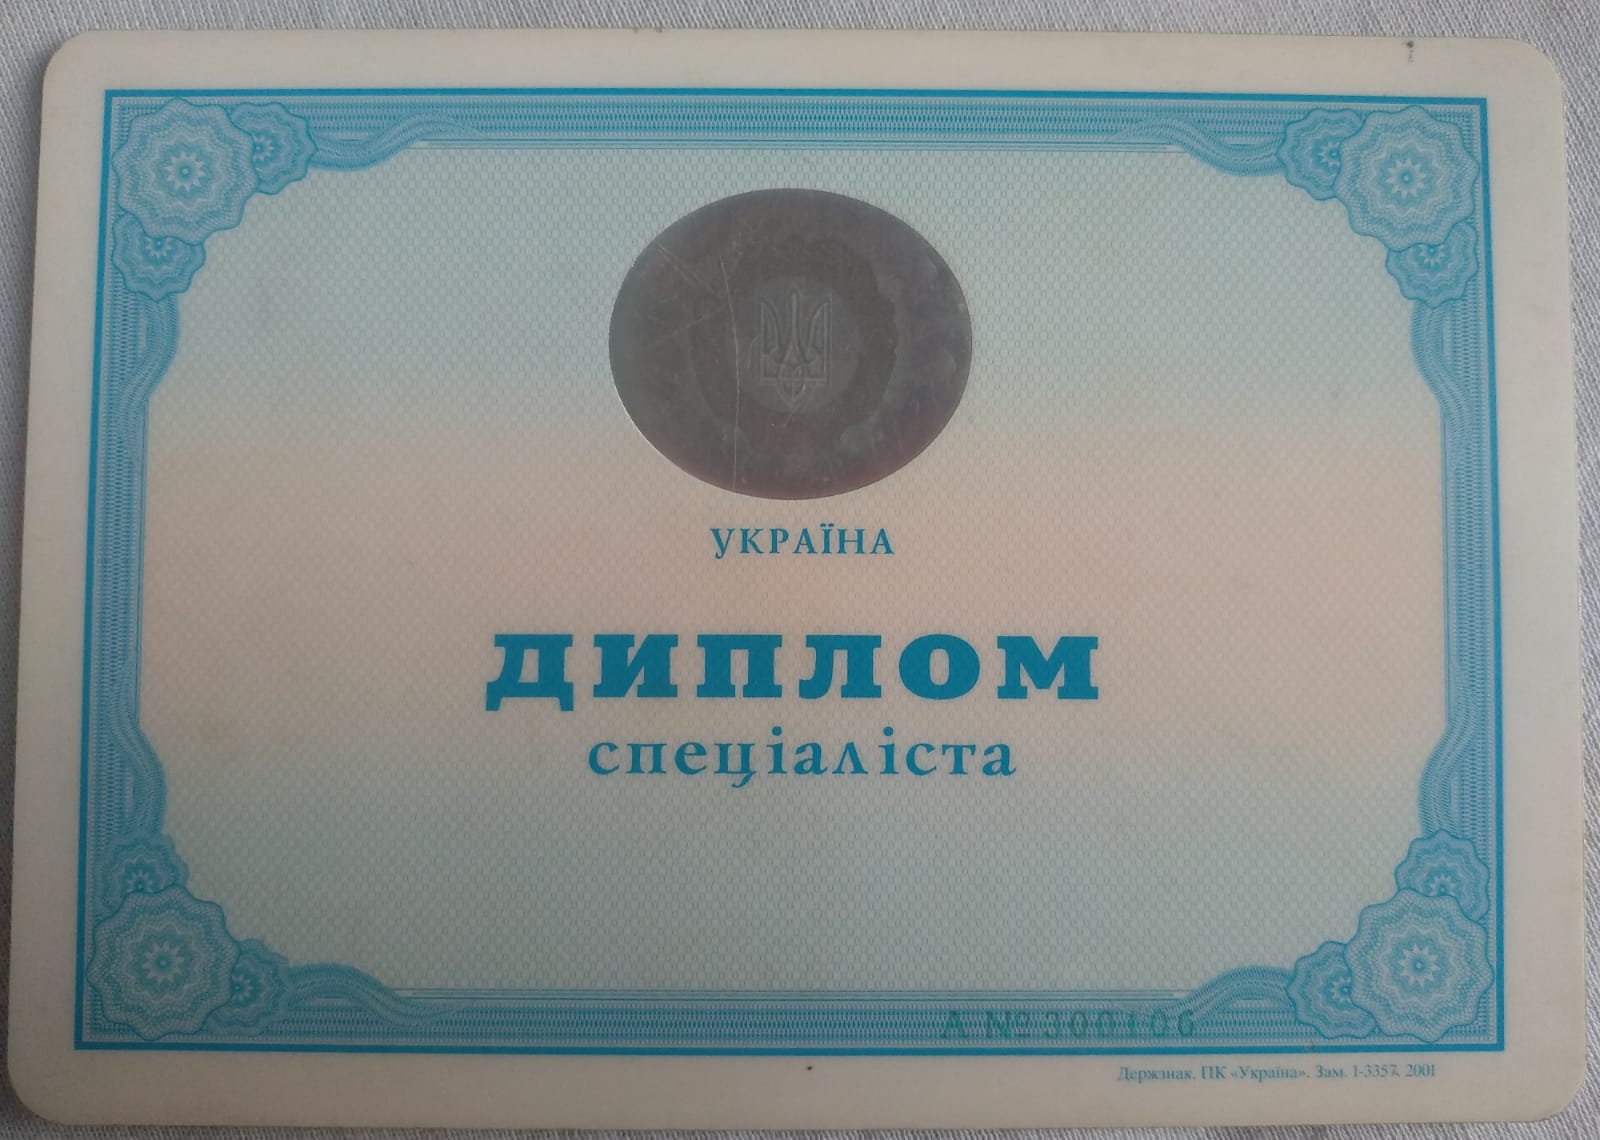 УКРАЇНА
ДИПЛОМ
спеціаліста
А № 300106
Держзнак. ПК «Україна». Зам. 1-3357. 2001